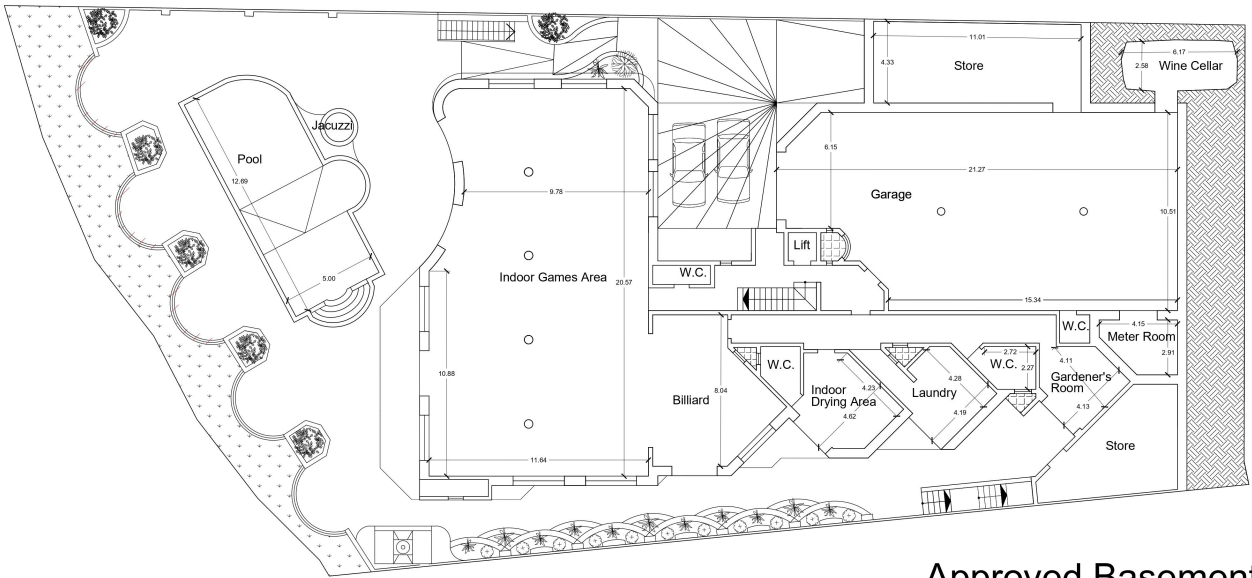 11.01
4.33
Store
6.17
2.58
Wine Cellar
Jacuzzi
Pool
12.69
5.00
9.78
Indoor Games Area
20.57
10.88
11.64
6.15
21.27
Garage
10.51
Lift
W.C.
15.34
W.C.
4.15
Meter Room
2.91
Billiard
8.04
W.C.
Indoor
Drying Area
4.23
4.62
Laundry
4.28
4.19
2.72
W.C.
2.27
4.11
Gardener's
Room
4.13
Store
Approved Basement